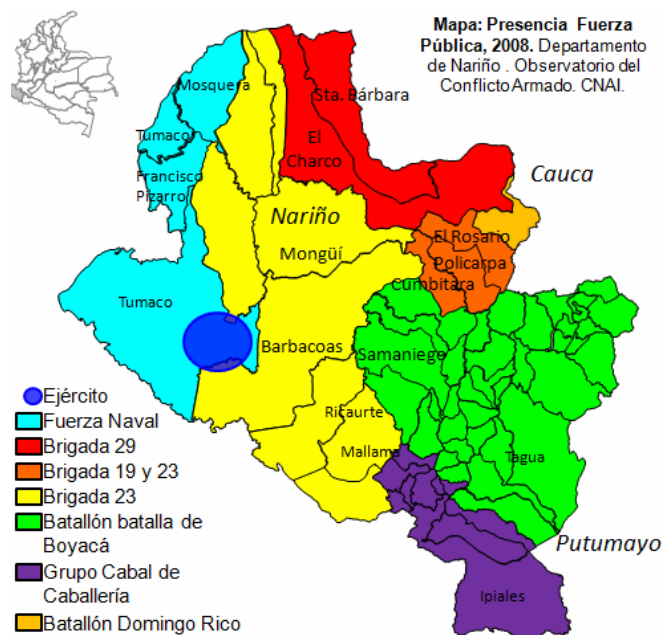 Mapa: Presencia Fuerza
Pública, 2008. Departamento
de Nariño . Observatorio del
Conflicto Armado. CNAI.
Mosquera
Sta. Bárbara
Tumaco
El
Charco
Francisco
Pizarro
Cauca
Nariño
El Rosario
Mongüí
Policarpa
Cumbitara
Tumaco
Barbacoas
Samaniego
Ejército
Fuerza Naval
Ricaurte
Brigada 29
Mallama
Tagua
Brigada 19 y 23
Brigada 23
Batallón batalla de
Boyacá
Putumayo
Grupo Cabal de
Caballería
Ipiales
Batallón Domingo Rico